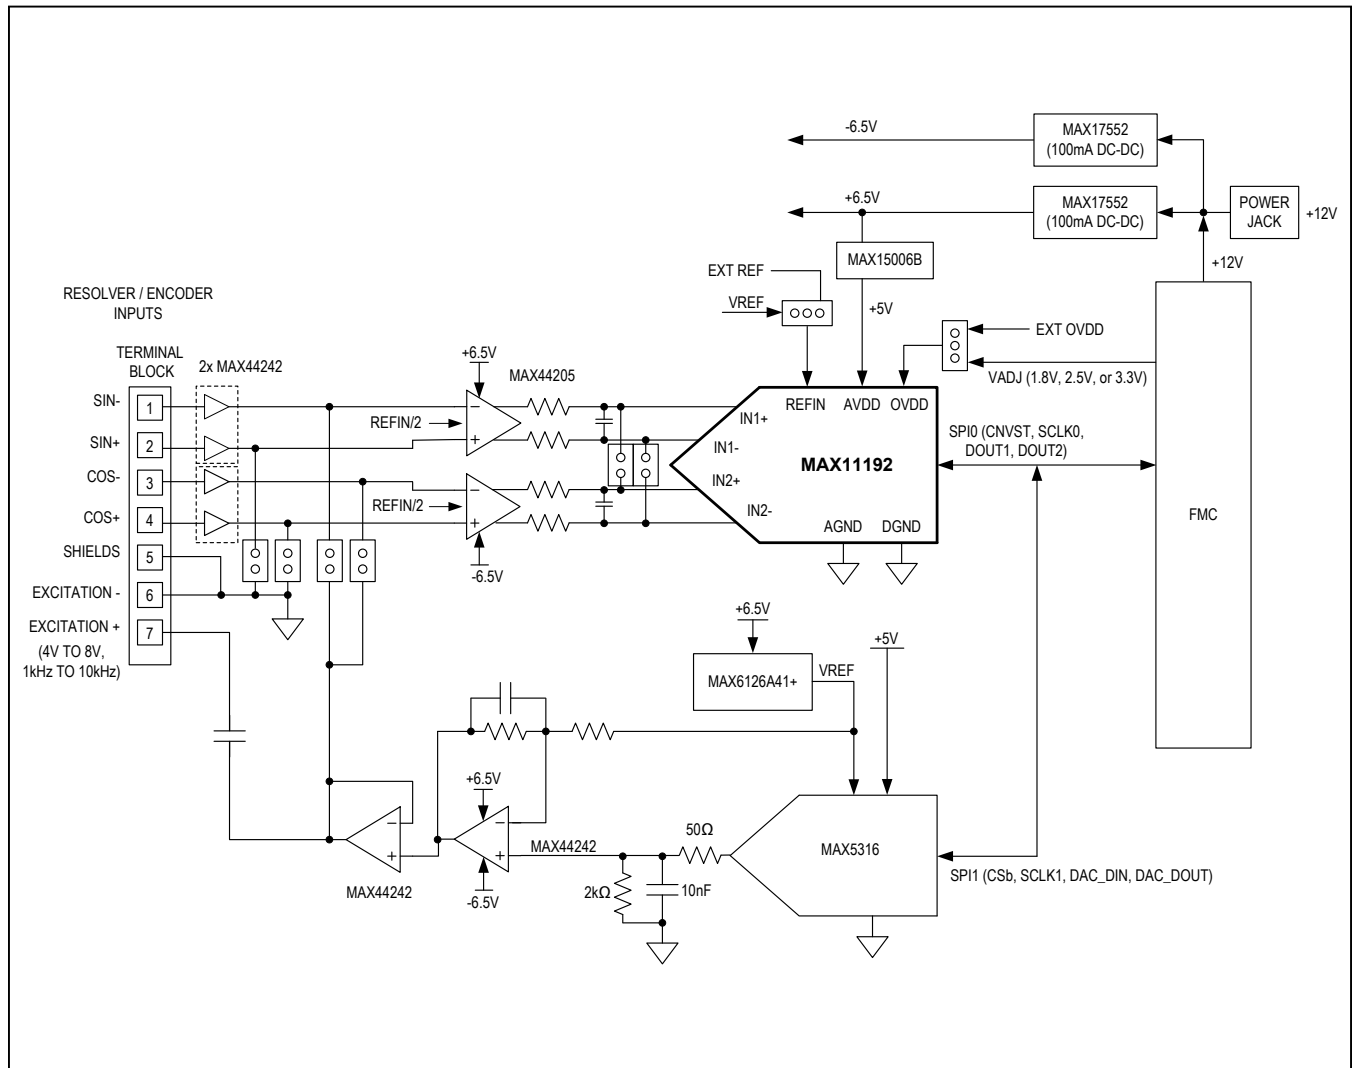 -6.5V
MAX17552
(100mA DC-DC)
+6.5V
MAX17552
(100mA DC-DC)
POWER
JACK
+12V
+12V
MAX15006B
EXT REF
VREF
+5V
EXT OVDD
VADJ (1.8V, 2.5V, or 3.3V)
RESOLVER / ENCODER
INPUTS
TERMINAL
BLOCK
2x MAX44242
SIN-
1
SIN+
2
COS-
3
COS+
4
SHIELDS
5
EXCITATION -
6
EXCITATION +
7
(4V TO 8V,
1kHz TO 10kHz)
+6.5V
MAX44205
REFIN/2
-
+
REFIN/2
-
+
-6.5V
REFIN
AVDD
OVDD
IN1+
IN1-
IN2+
IN2-
MAX11192
AGND
DGND
SPI0 (CNVST, SCLK0,
DOUT1, DOUT2)
FMC
+6.5V
MAX6126A41+
VREF
+5V
+6.5V
-
+
-6.5V
MAX44242
-
+
MAX44242
50Ω
2kΩ
10nF
MAX5316
SPI1 (CSb, SCLK1, DAC_DIN, DAC_DOUT)